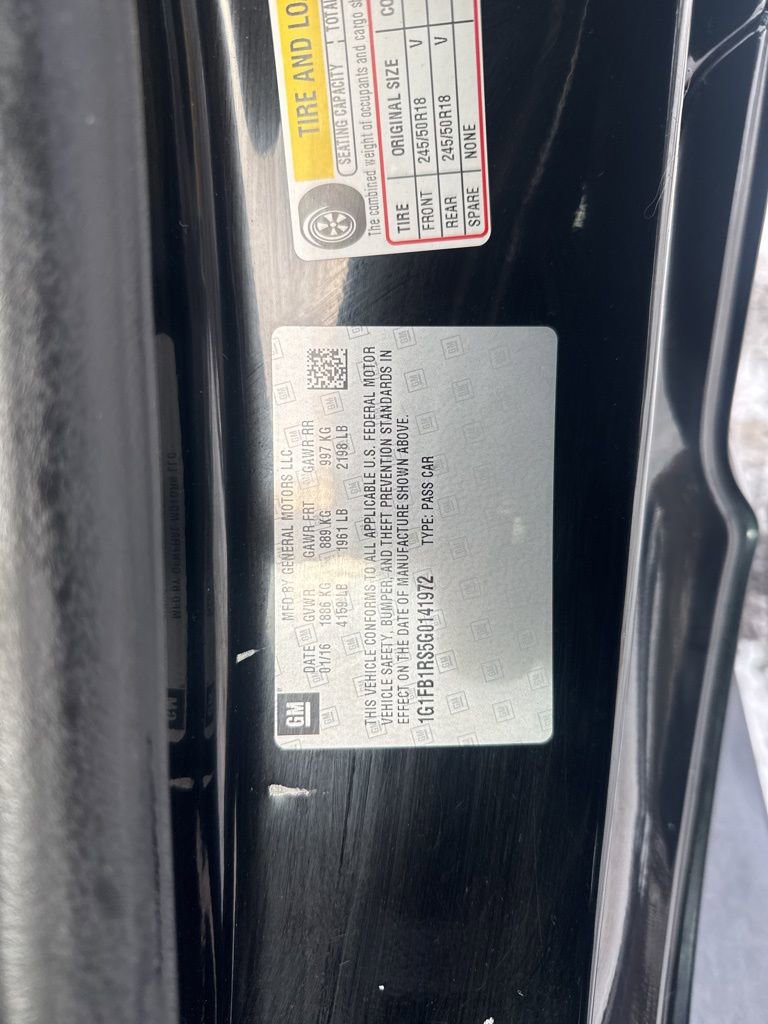 TIRE AND LO
SEATING CAPACITY TOTAL
The combined weight of occupants and cargo s
TIRE ORIGINAL SIZE CO
FRONT 245/50R18 V
REAR 245/50R18 V
SPARE NONE
GM
MFD BY GENERAL MOTORS LLC
DATE GVWR GAWR FRT GAWR RR
01/16 1886 KG 889 KG 997 KG
4159 LB 1961 LB 2198 LB
THIS VEHICLE CONFORMS TO ALL APPLICABLE U.S. FEDERAL MOTOR
VEHICLE SAFETY, BUMPER, AND THEFT PREVENTION STANDARDS IN
EFFECT ON THE DATE OF MANUFACTURE SHOWN ABOVE.
1G1FB1RS5G0141972 TYPE: PASS CAR